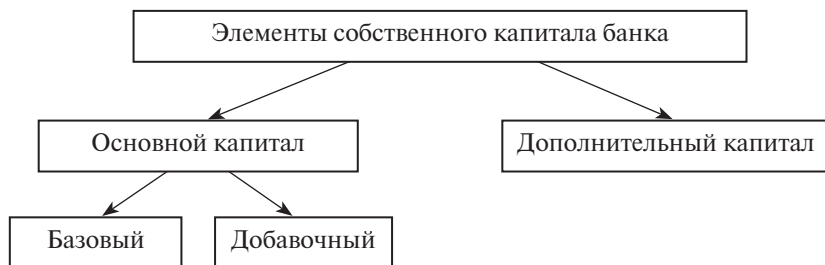 Элементы собственного капитала банка
Основной капитал
Дополнительный капитал
Базовый
Добавочный